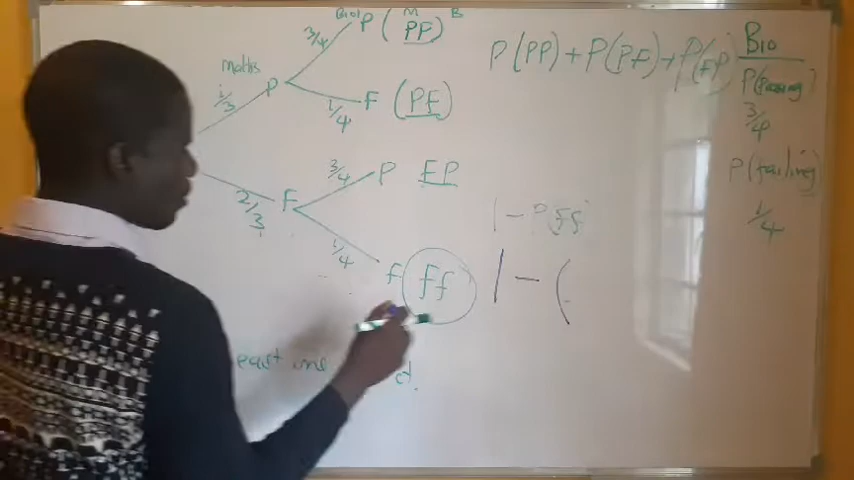 Biol P (PF) M B
3/4
maths
P
1/3
1/4 F (PF)
P(PP) + P(PF) + P(FP
Bio
P(Passing)
3/4
P(failing)
1/4
3/4 P FP
2/3 F
1/4 f ff
1 - P ff
1 - (
east one
d.